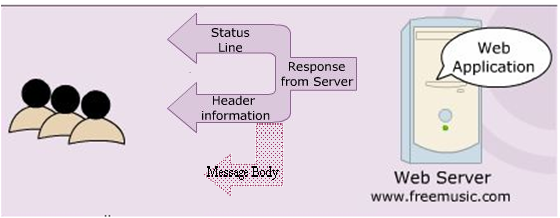 Status
Line
Response
from Server
Header
information
Message Body
Web
Application
Web Server
www.freemusic.com